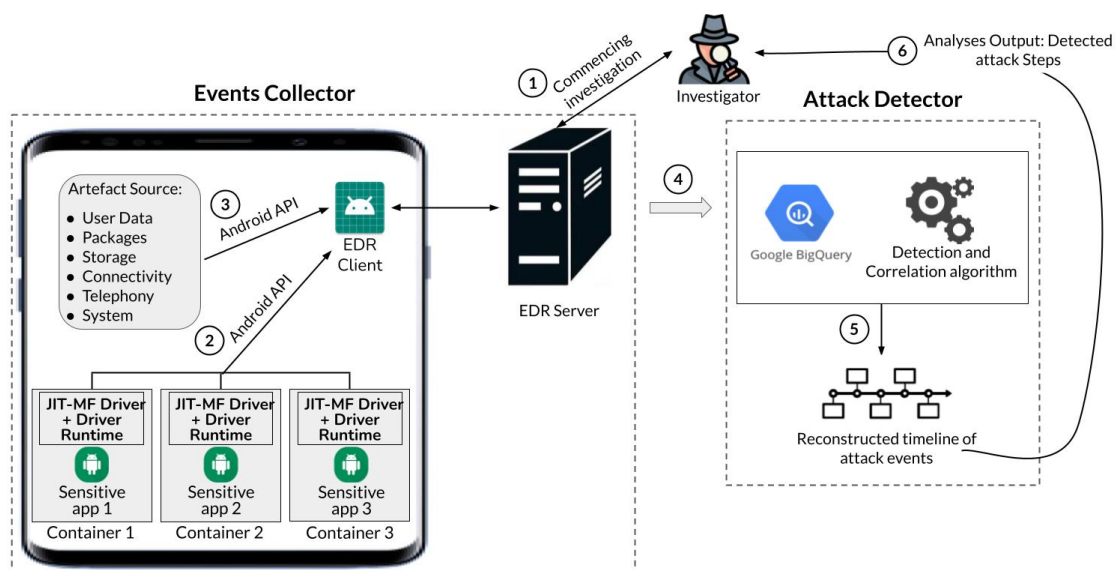 Events Collector
Artefact Source:
● User Data
● Packages
● Storage
● Connectivity
● Telephony
● System
3
Android API
EDR
Client
2
Android API
JIT-MF Driver
+ Driver
Runtime
Sensitive
app 1
Container 1
JIT-MF Driver
+ Driver
Runtime
Sensitive
app 2
Container 2
JIT-MF Driver
+ Driver
Runtime
Sensitive
app 3
Container 3
1
Commencing
investigation
EDR Server
Investigator
6
Analyses Output: Detected
attack Steps
4
Attack Detector
Google BigQuery
Detection and
Correlation algorithm
5
Reconstructed timeline of
attack events